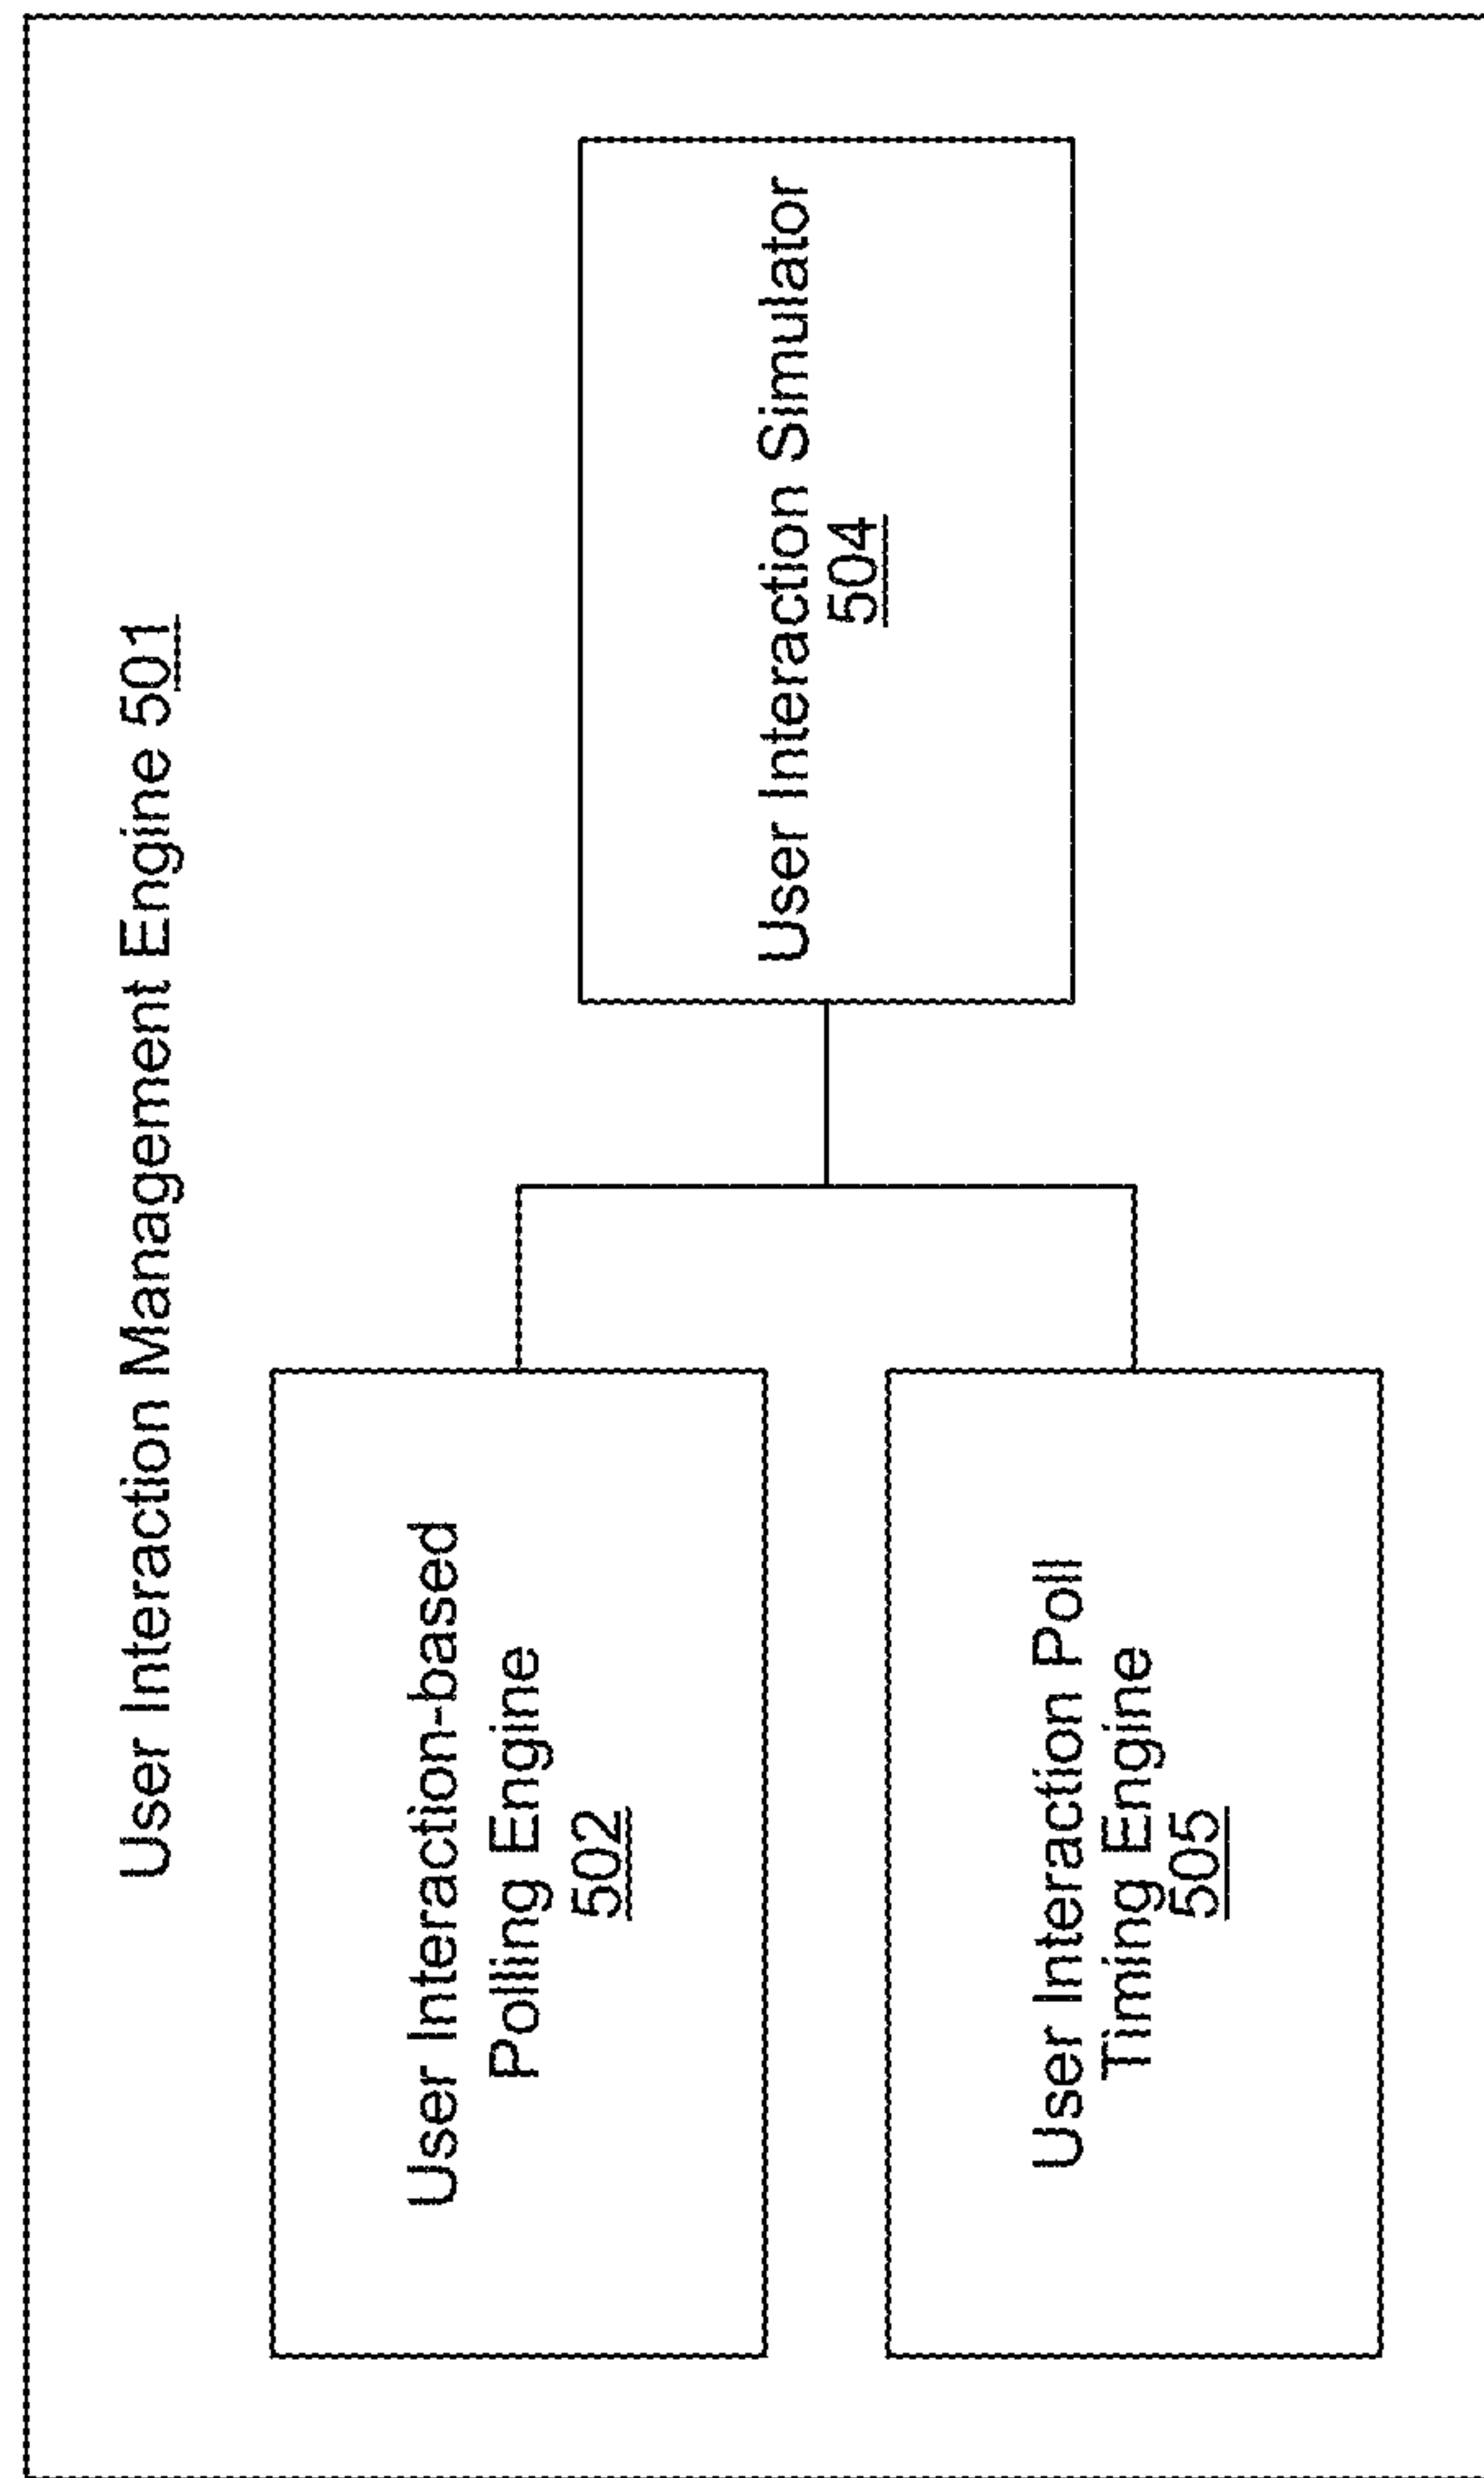 User Interaction Management Engine 501
User Interaction-based
Polling Engine
502
User Interaction Poll
Timing Engine
505
User Interaction Simulator
504